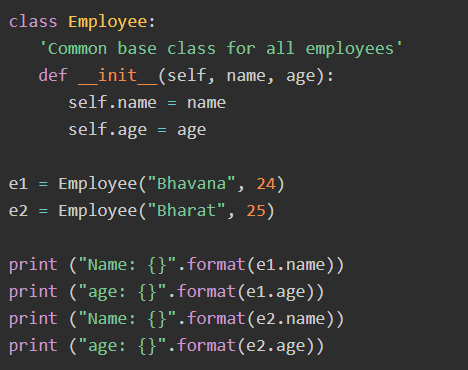 class Employee:
   'Common base class for all employees'
   def __init__(self, name, age):
      self.name = name
      self.age = age

e1 = Employee("Bhavana", 24)
e2 = Employee("Bharat", 25)

print ("Name: {}".format(e1.name))
print ("age: {}".format(e1.age))
print ("Name: {}".format(e2.name))
print ("age: {}".format(e2.age))